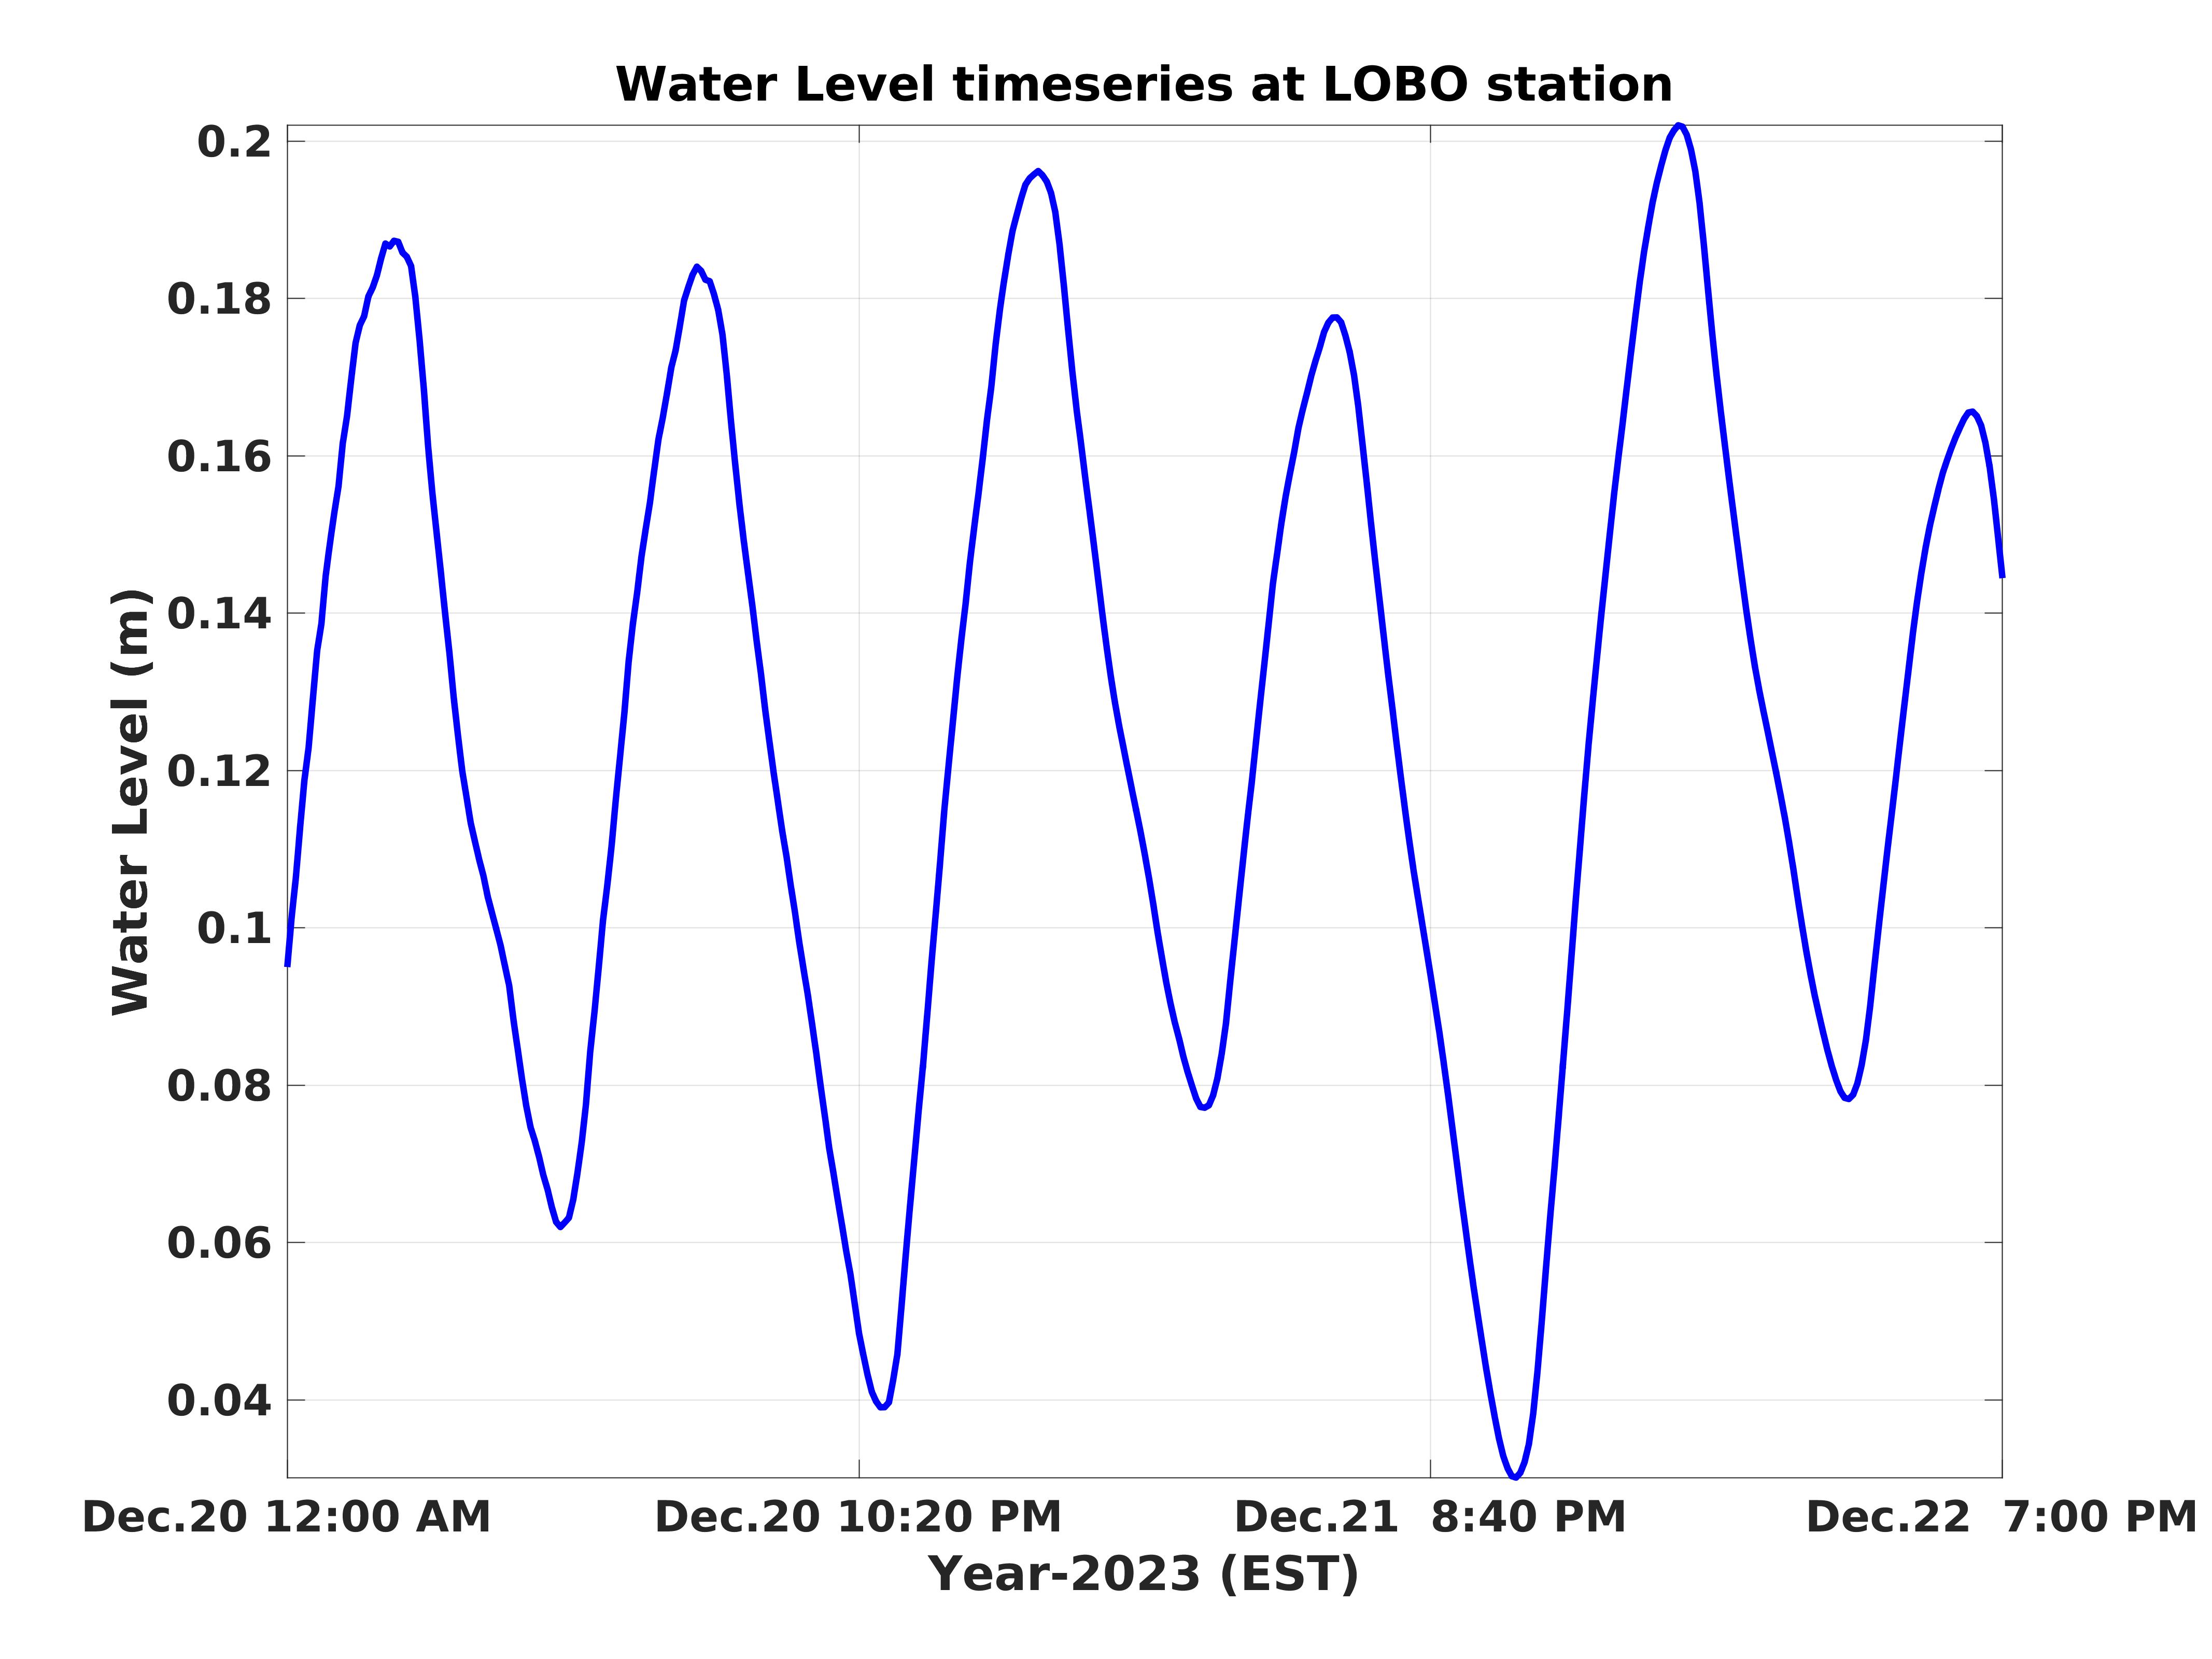 Water Level timeseries at LOBO station
0.2
0.18
0.16
0.14
0.12
0.1
0.08
0.06
0.04
Water Level (m)
Dec.20 12:00 AM Dec.20 10:20 PM Dec.21 8:40 PM Dec.22 7:00 PM
Year-2023 (EST)